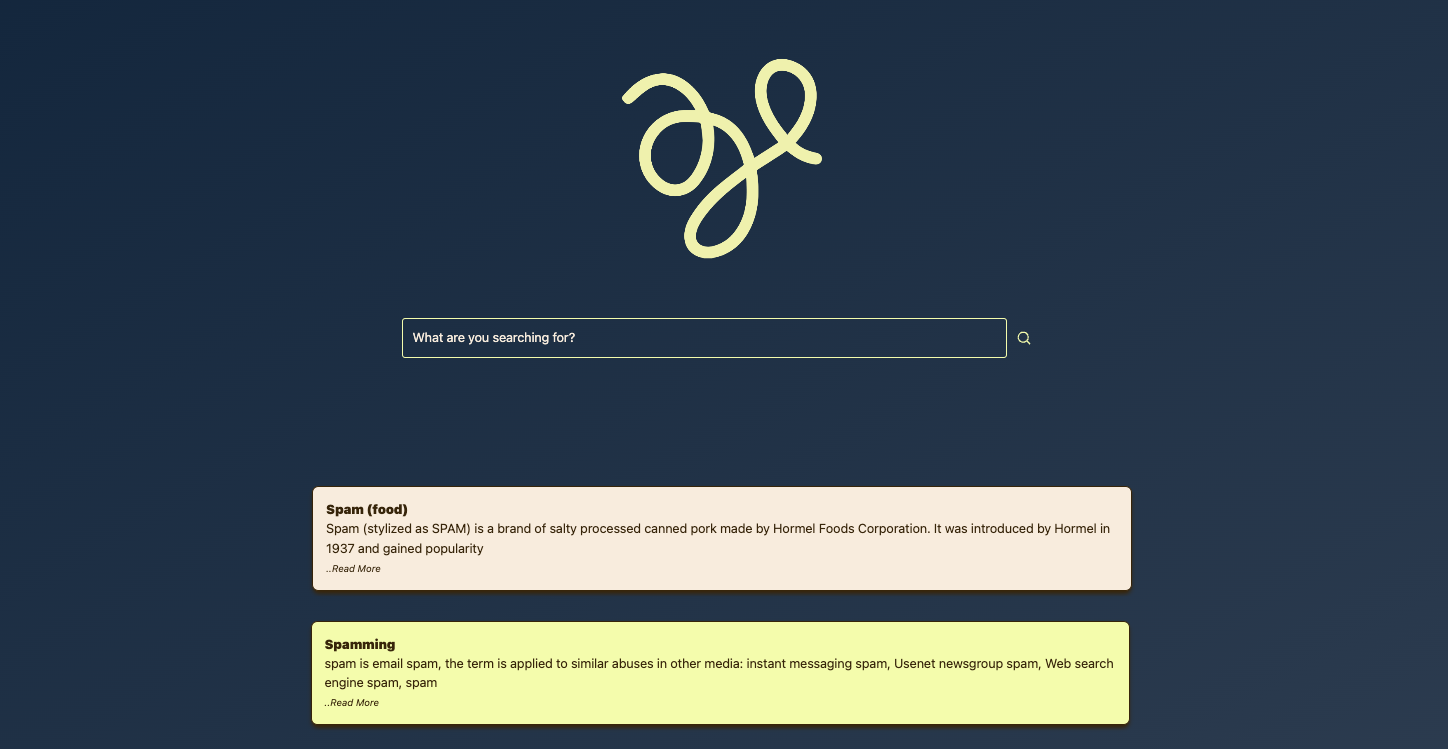 What are you searching for?
Spam (food)
Spam (stylized as SPAM) is a brand of salty processed canned pork made by Hormel Foods Corporation. It was introduced by Hormel in
1937 and gained popularity
..Read More
Spamming
spam is email spam, the term is applied to similar abuses in other media: instant messaging spam, Usenet newsgroup spam, Web search
engine spam, spam
..Read More